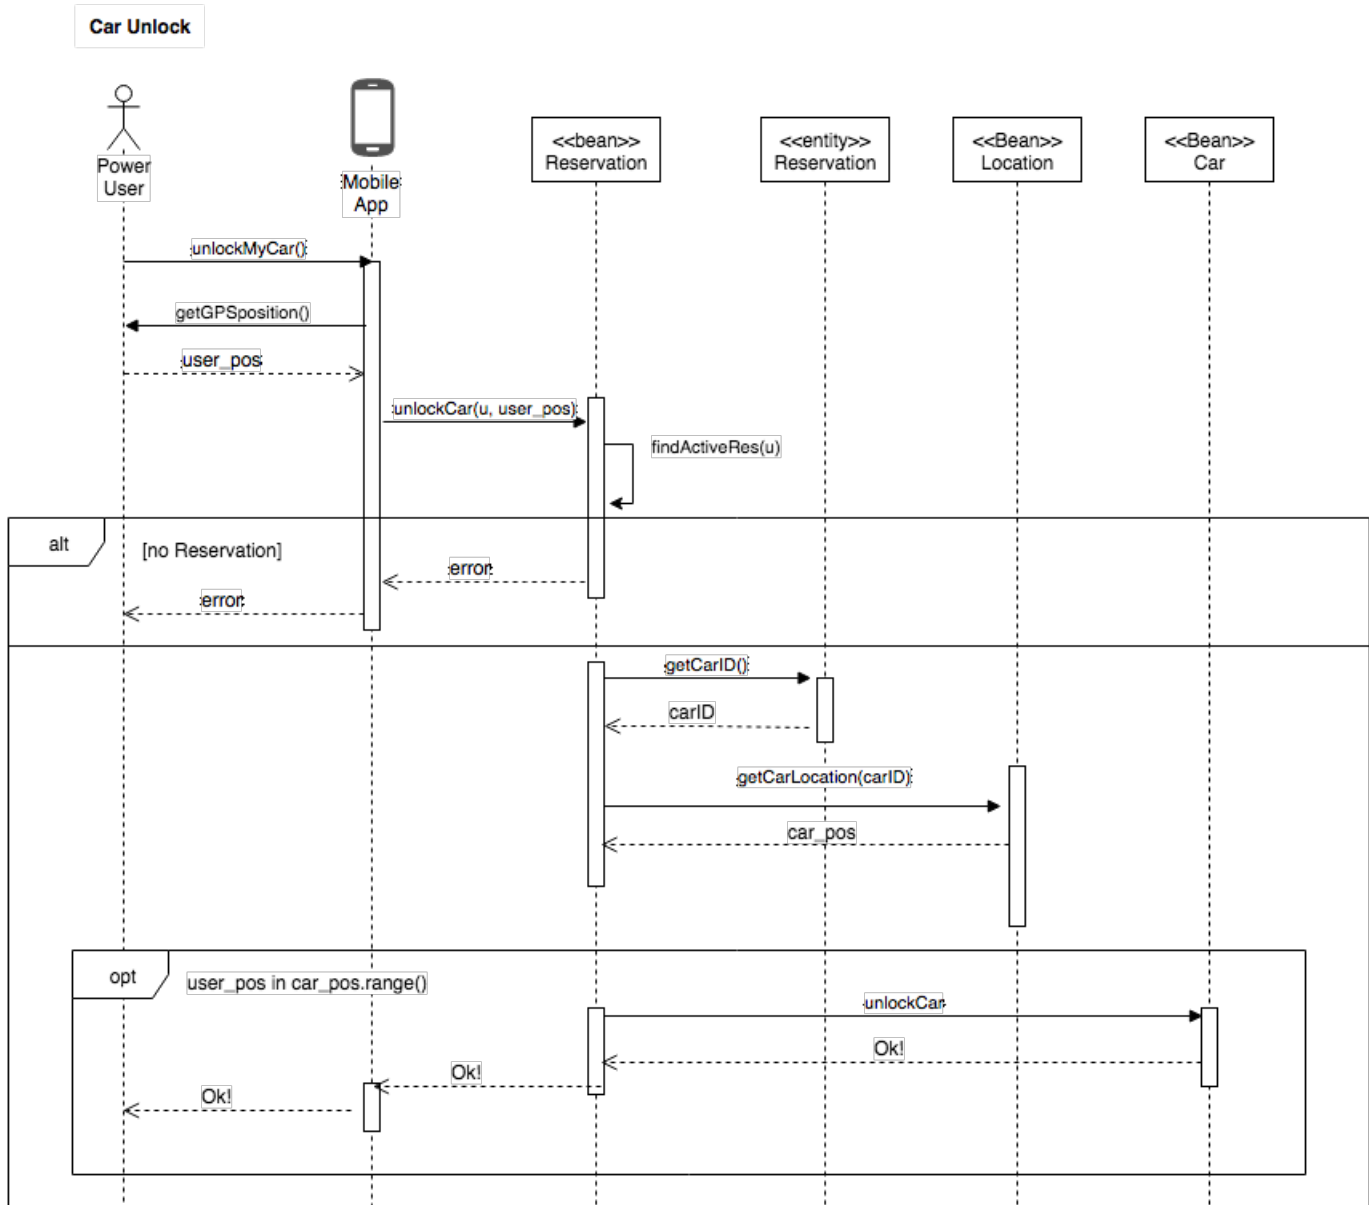 Car Unlock
Power
User
Mobile
App
<<bean>>
Reservation
<<entity>>
Reservation
<<Bean>>
Location
<<Bean>>
Car
unlockMyCar()
getGPSposition()
user_pos
unlockCar(u, user_pos)
findActiveRes(u)
alt
[no Reservation]
error
error
getCarID()
carID
getCarLocation(carID)
car_pos
opt
user_pos in car_pos.range()
unlockCar
Ok!
Ok!
Ok!